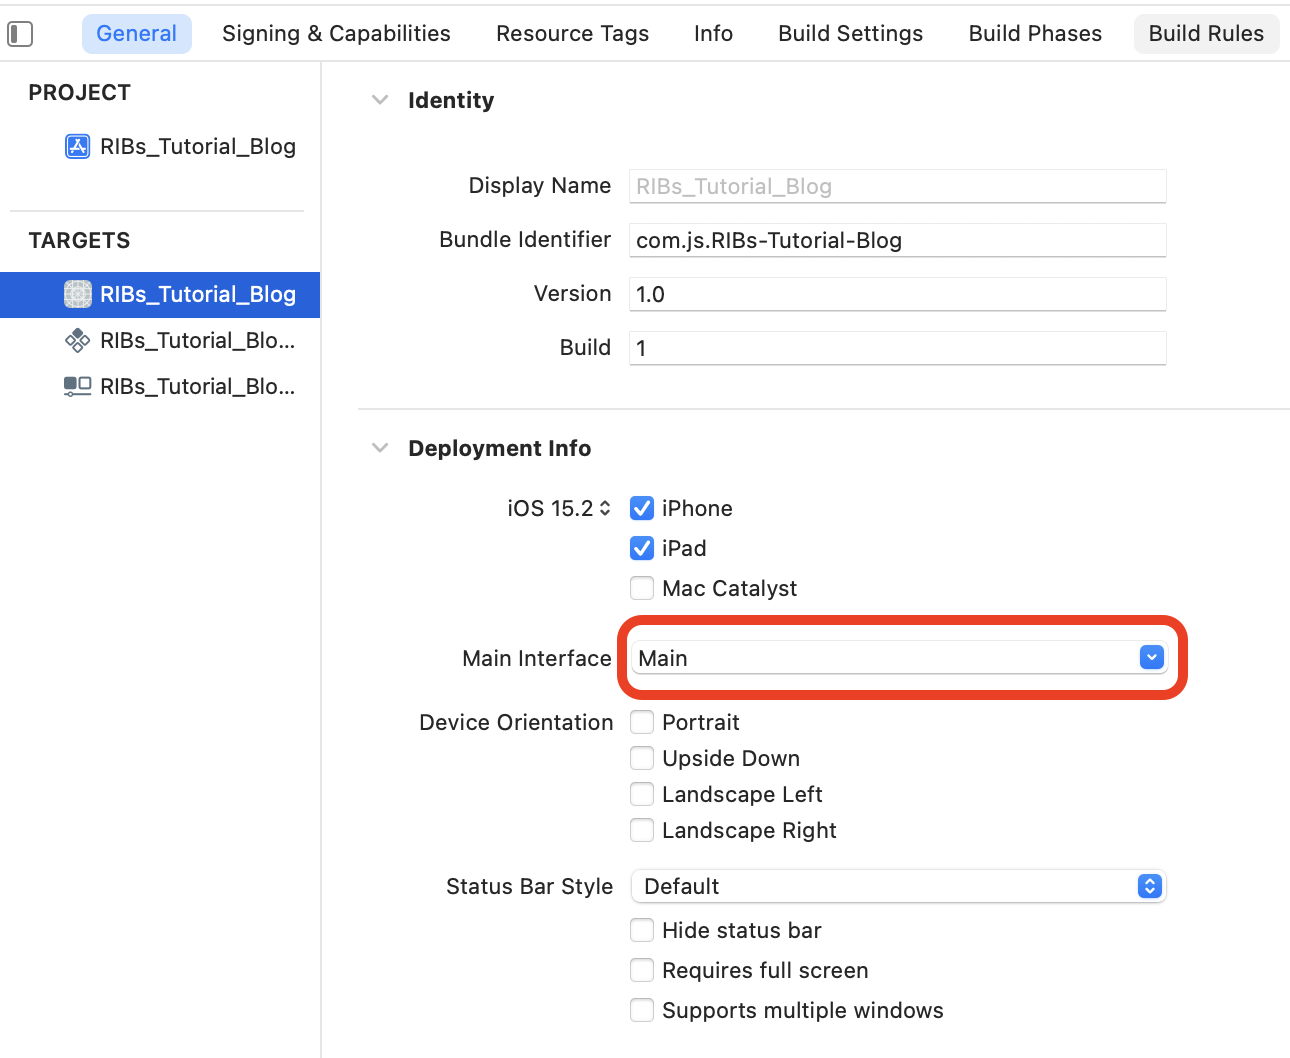 General Signing & Capabilities Resource Tags Info Build Settings Build Phases Build Rules
PROJECT
RIBs_Tutorial_Blog
TARGETS
RIBs_Tutorial_Blog
RIBs_Tutorial_Blo...
RIBs_Tutorial_Blo...
Identity
Display Name RIBs_Tutorial_Blog
Bundle Identifier com.js.RIBs-Tutorial-Blog
Version 1.0
Build 1
Deployment Info
iOS 15.2 iPhone
iPad
Mac Catalyst
Main Interface Main
Device Orientation Portrait
Upside Down
Landscape Left
Landscape Right
Status Bar Style Default
Hide status bar
Requires full screen
Supports multiple windows